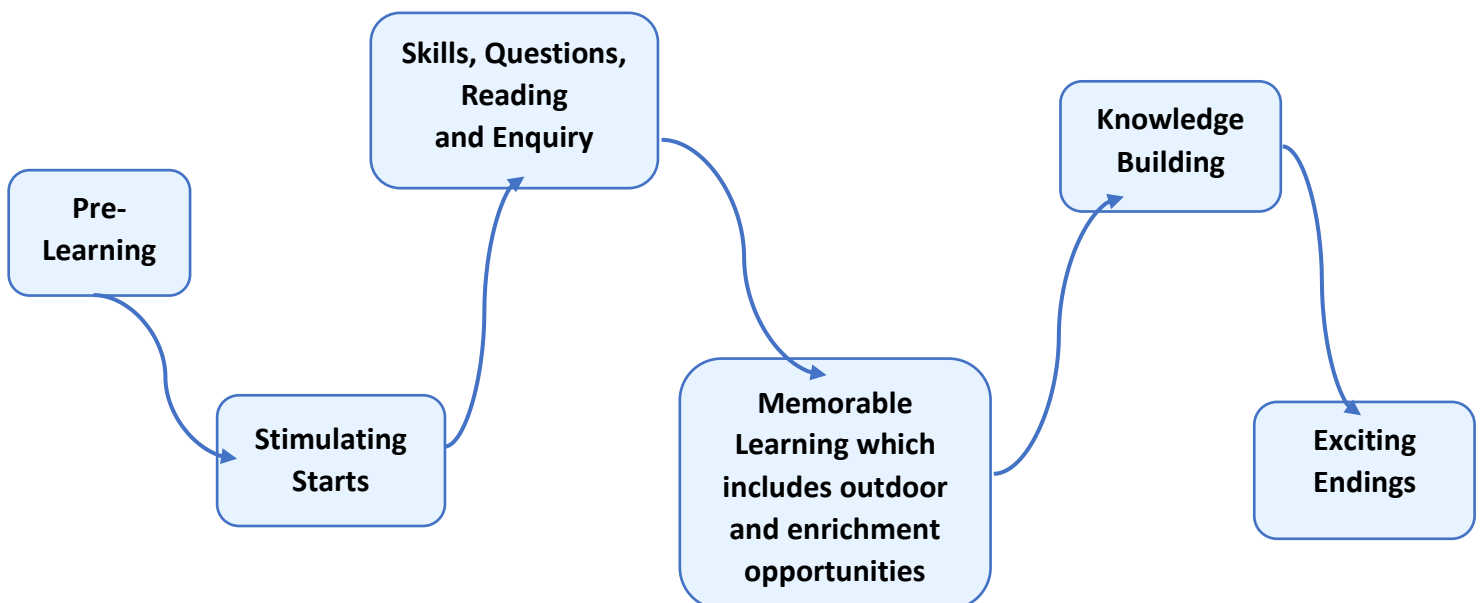 Pre-
Learning
Stimulating
Starts
Skills, Questions,
Reading
and Enquiry
Memorable
Learning which
includes outdoor
and enrichment
opportunities
Knowledge
Building
Exciting
Endings